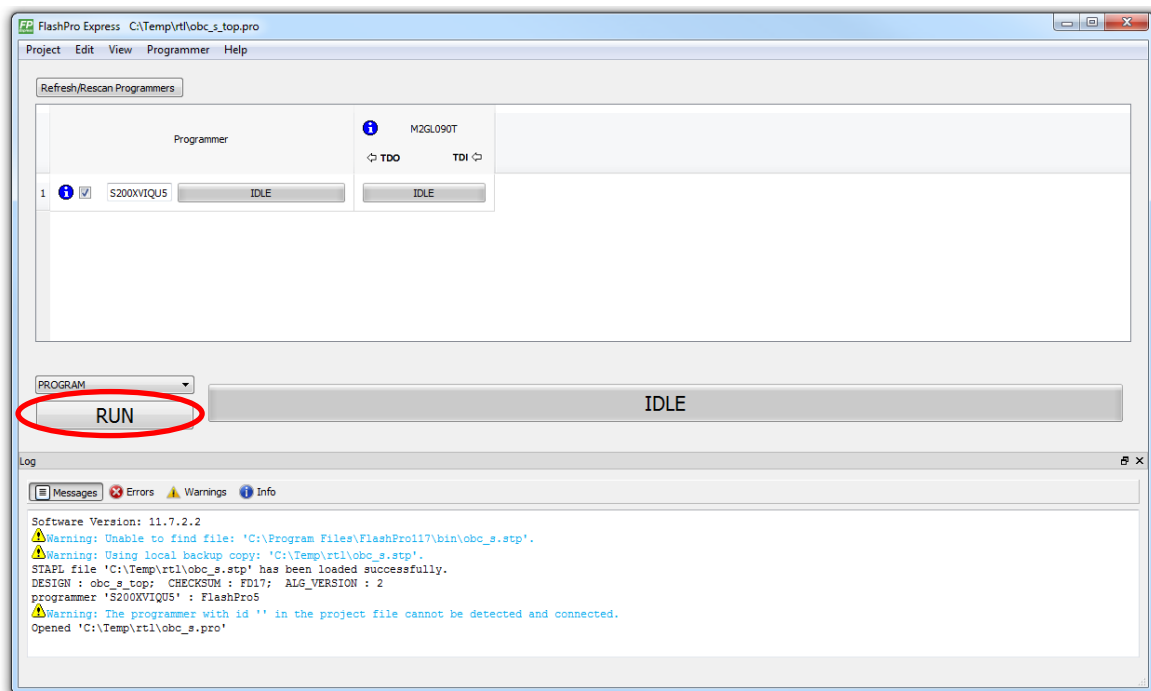 FP FlashPro Express C:\Temp\rtl\obc_s_top.pro
Project Edit View Programmer Help
Refresh/Rescan Programmers
Programmer
M2GL090T
TDO TDI
1 S200XVIQU5 IDLE IDLE
PROGRAM
RUN
IDLE
Log
Messages Errors Warnings Info
Software Version: 11.7.2.2
Warning: Unable to find file: 'C:\Program Files\FlashPro117\bin\obc_s.stp'.
Warning: Using local backup copy: 'C:\Temp\rtl\obc_s.stp'.
STAPL file 'C:\Temp\rtl\obc_s.stp' has been loaded successfully.
DESIGN : obc_s_top; CHECKSUM : FD17; ALG_VERSION : 2
programmer 'S200XVIQU5' : FlashPro5
Warning: The programmer with id '' in the project file cannot be detected and connected.
Opened 'C:\Temp\rtl\obc_s.pro'